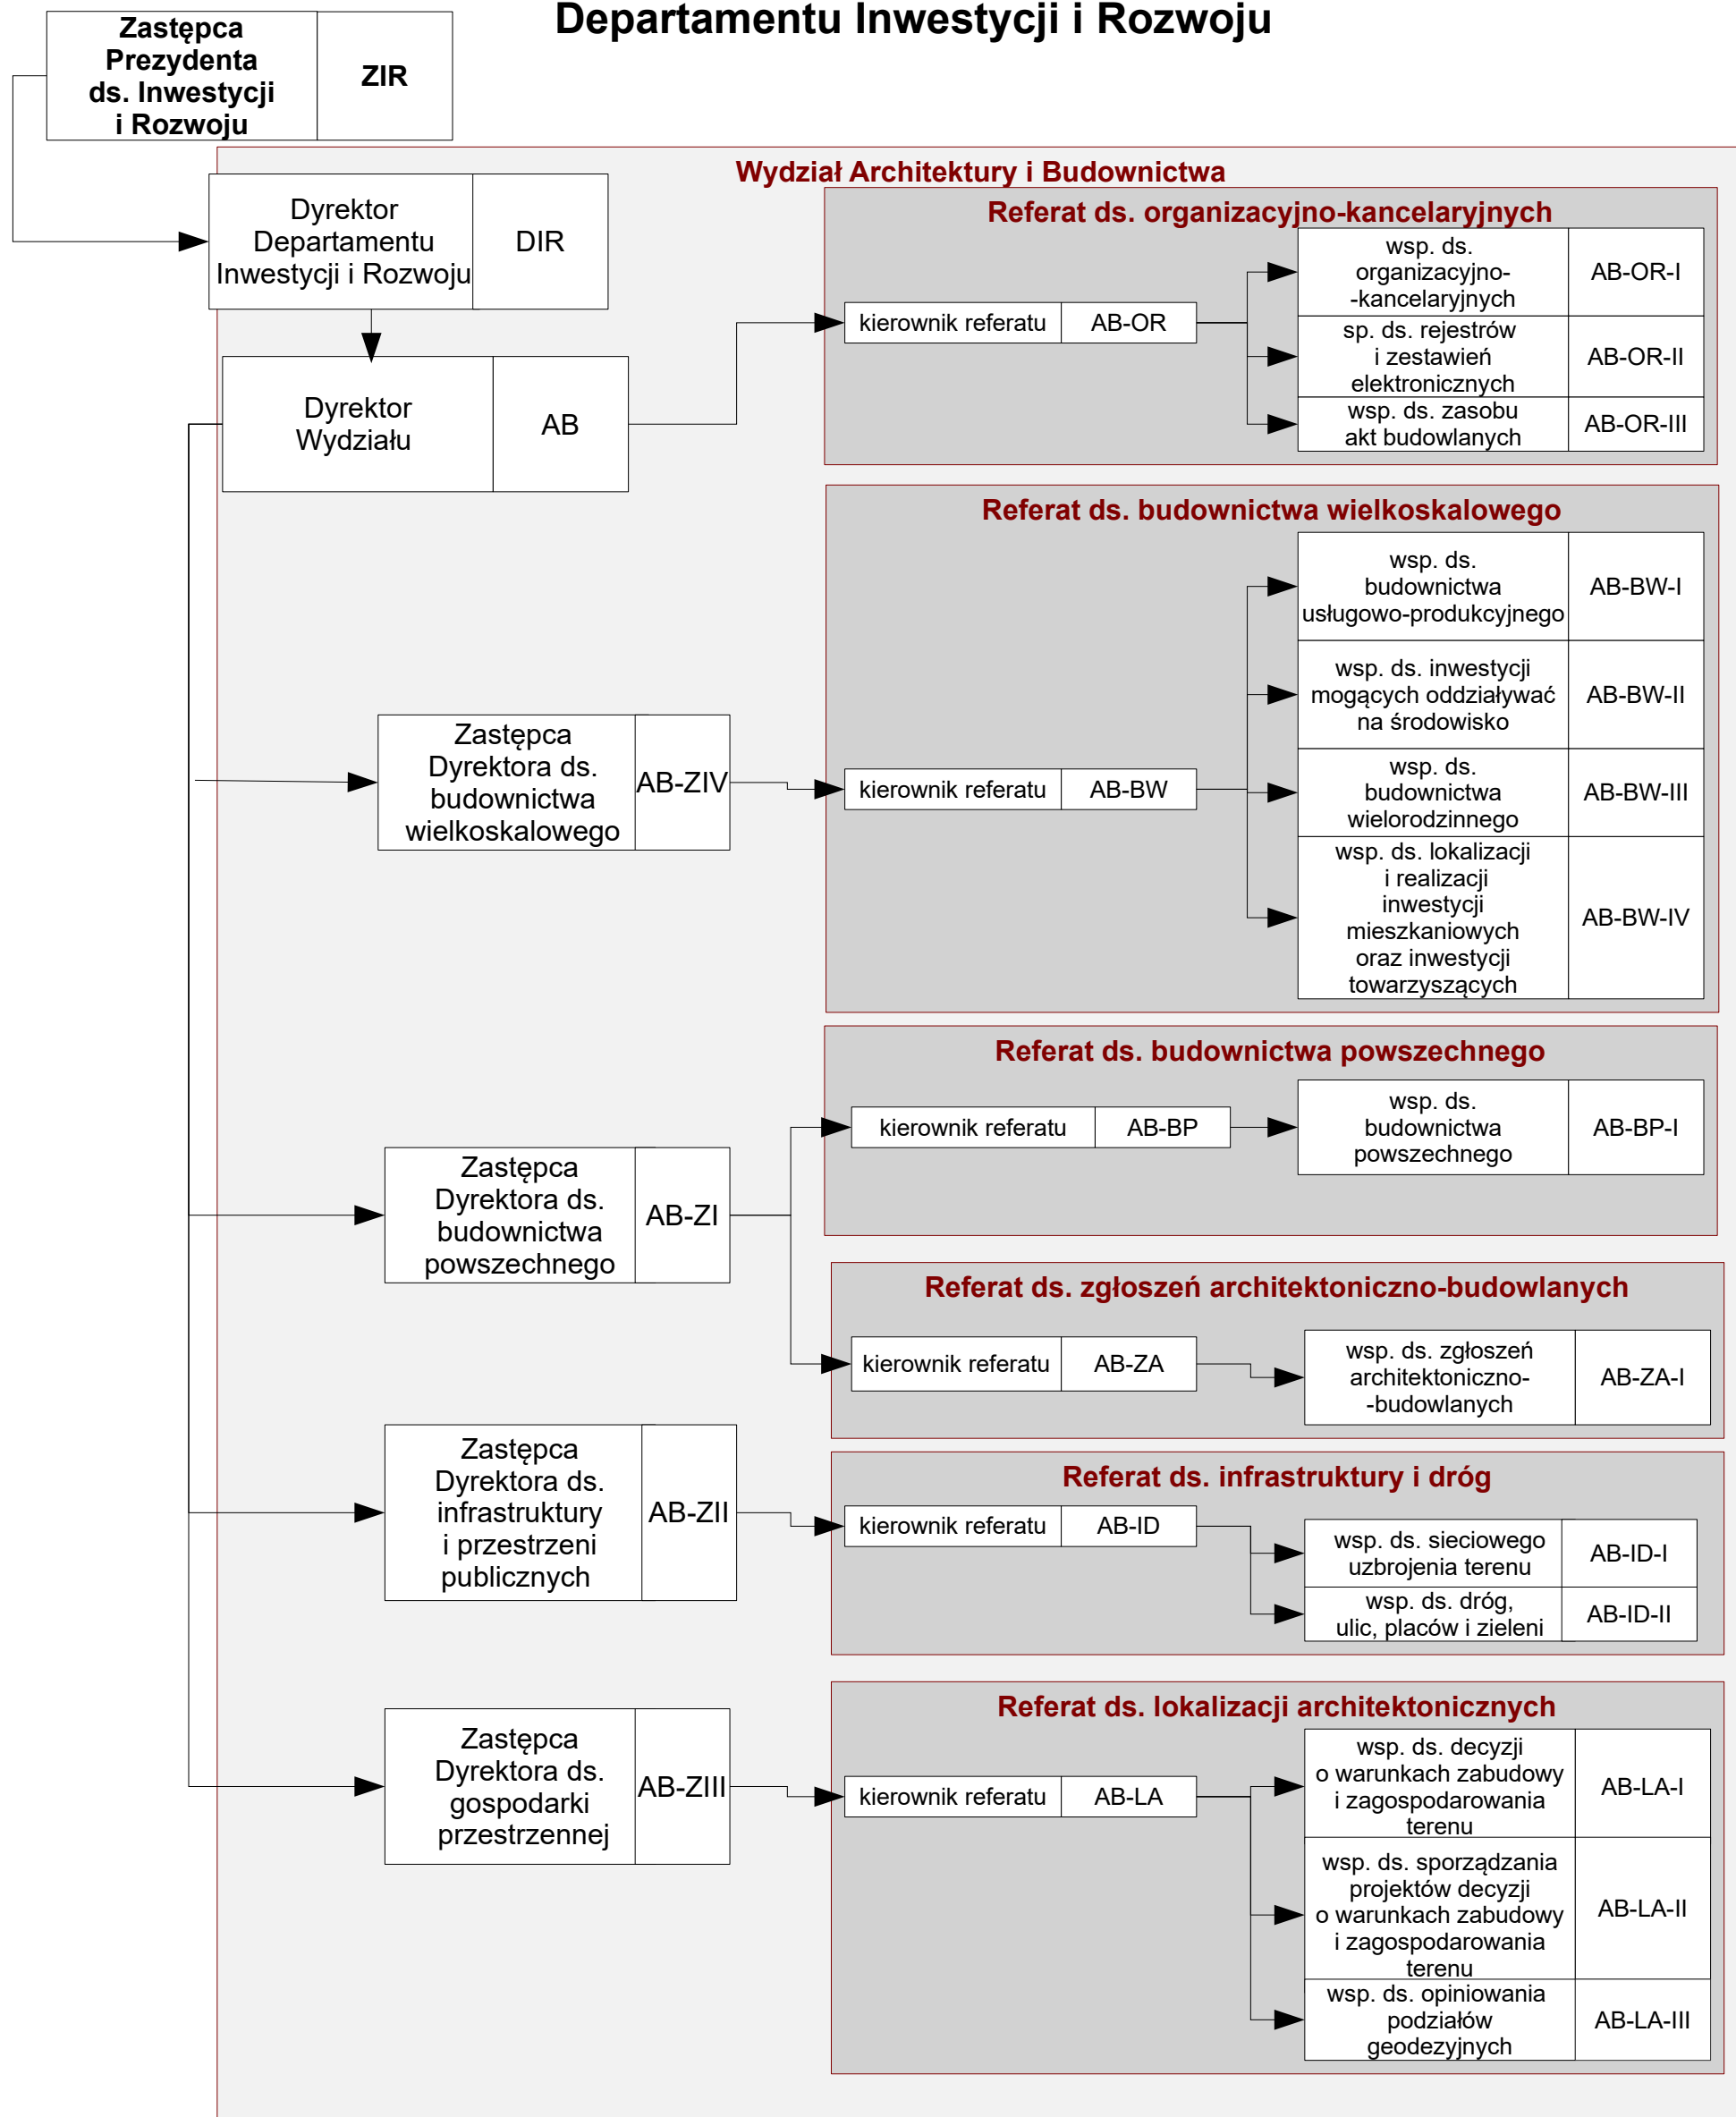 Departamentu Inwestycji i Rozwoju
Zastępca
Prezydenta
ds. Inwestycji
i Rozwoju
ZIR
Wydział Architektury i Budownictwa
Dyrektor
Departamentu
Inwestycji i Rozwoju
DIR
Dyrektor
Wydziału
AB
Referat ds. organizacyjno-kancelaryjnych
kierownik referatu
AB-OR
wsp. ds.
organizacyjno-
-kancelaryjnych
AB-OR-I
sp. ds. rejestrów
i zestawień
elektronicznych
AB-OR-II
wsp. ds. zasobu
akt budowlanych
AB-OR-III
Referat ds. budownictwa wielkoskalowego
Zastępca
Dyrektora ds.
budownictwa
wielkoskalowego
AB-ZIV
kierownik referatu
AB-BW
wsp. ds.
budownictwa
usługowo-produkcyjnego
AB-BW-I
wsp. ds. inwestycji
mogących oddziaływać
na środowisko
AB-BW-II
wsp. ds.
budownictwa
wielorodzinnego
AB-BW-III
wsp. ds. lokalizacji
i realizacji
inwestycji
mieszkaniowych
oraz inwestycji
towarzyszących
AB-BW-IV
Referat ds. budownictwa powszechnego
Zastępca
Dyrektora ds.
budownictwa
powszechnego
AB-ZI
kierownik referatu
AB-BP
wsp. ds.
budownictwa
powszechnego
AB-BP-I
Referat ds. zgłoszeń architektoniczno-budowlanych
kierownik referatu
AB-ZA
wsp. ds. zgłoszeń
architektoniczno-
-budowlanych
AB-ZA-I
Zastępca
Dyrektora ds.
infrastruktury
i przestrzeni
publicznych
AB-ZII
Referat ds. infrastruktury i dróg
kierownik referatu
AB-ID
wsp. ds. sieciowego
uzbrojenia terenu
AB-ID-I
wsp. ds. dróg,
ulic, placów i zieleni
AB-ID-II
Zastępca
Dyrektora ds.
gospodarki
przestrzennej
AB-ZIII
Referat ds. lokalizacji architektonicznych
kierownik referatu
AB-LA
wsp. ds. decyzji
o warunkach zabudowy
i zagospodarowania
terenu
AB-LA-I
wsp. ds. sporządzania
projektów decyzji
o warunkach zabudowy
i zagospodarowania
terenu
AB-LA-II
wsp. ds. opiniowania
podziałów
geodezyjnych
AB-LA-III